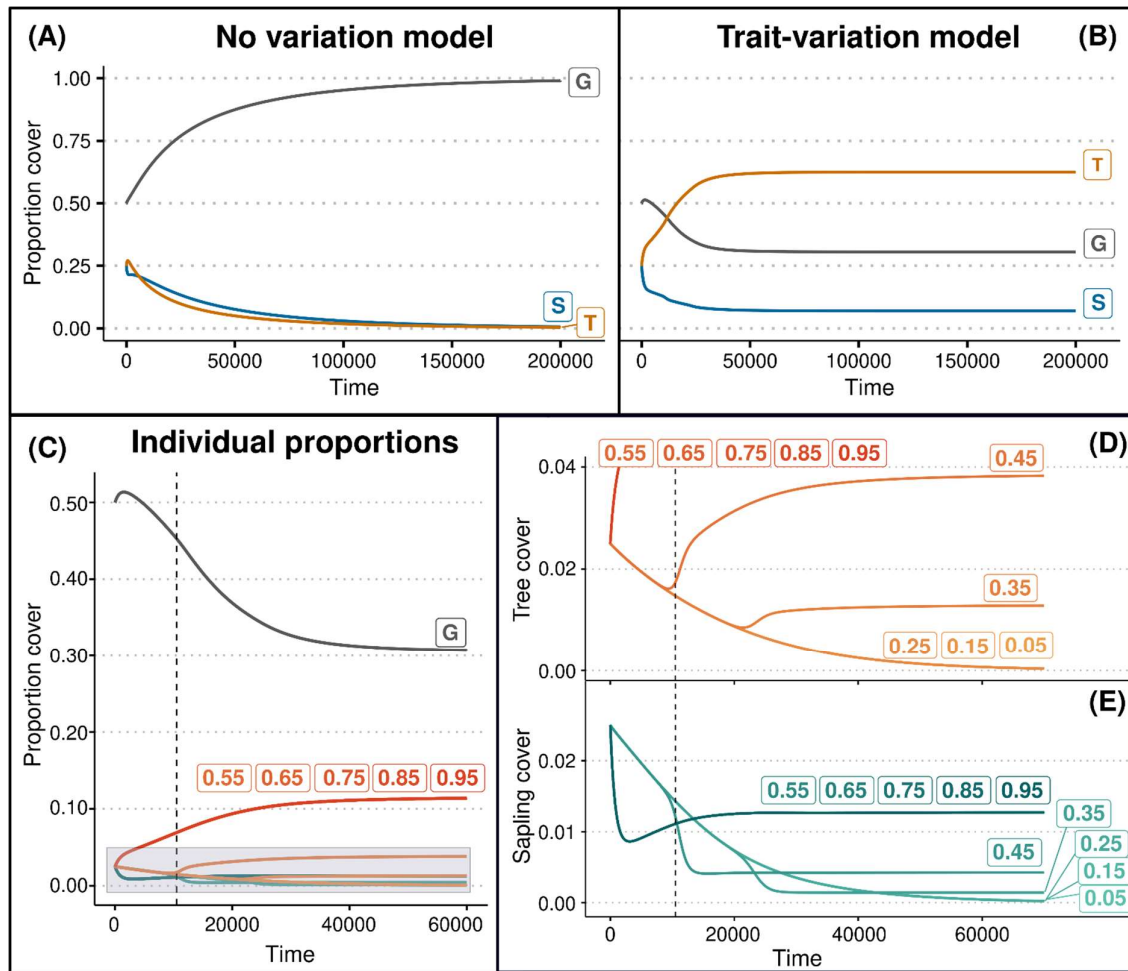 (A) No variation model
Proportion cover
1.00
0.75
0.50
0.25
0.00
G
S
T
0 50000 100000 150000 200000
Time
Trait-variation model (B)
T
G
S
0 50000 100000 150000 200000
Time
(C) Individual proportions
Proportion cover
0.50
0.40
0.30
0.20
0.10
0.00
G
0.55 0.65 0.75 0.85 0.95
0 20000 40000 60000
Time
(D)
Tree cover
0.04
0.02
0.00
0.55 0.65 0.75 0.85 0.95
0.45
0.35
0.25 0.15 0.05
(E)
Sapling cover
0.02
0.01
0.00
0.55 0.65 0.75 0.85 0.95
0.35
0.45
0.25
0.15
0.05
0 20000 40000 60000
Time